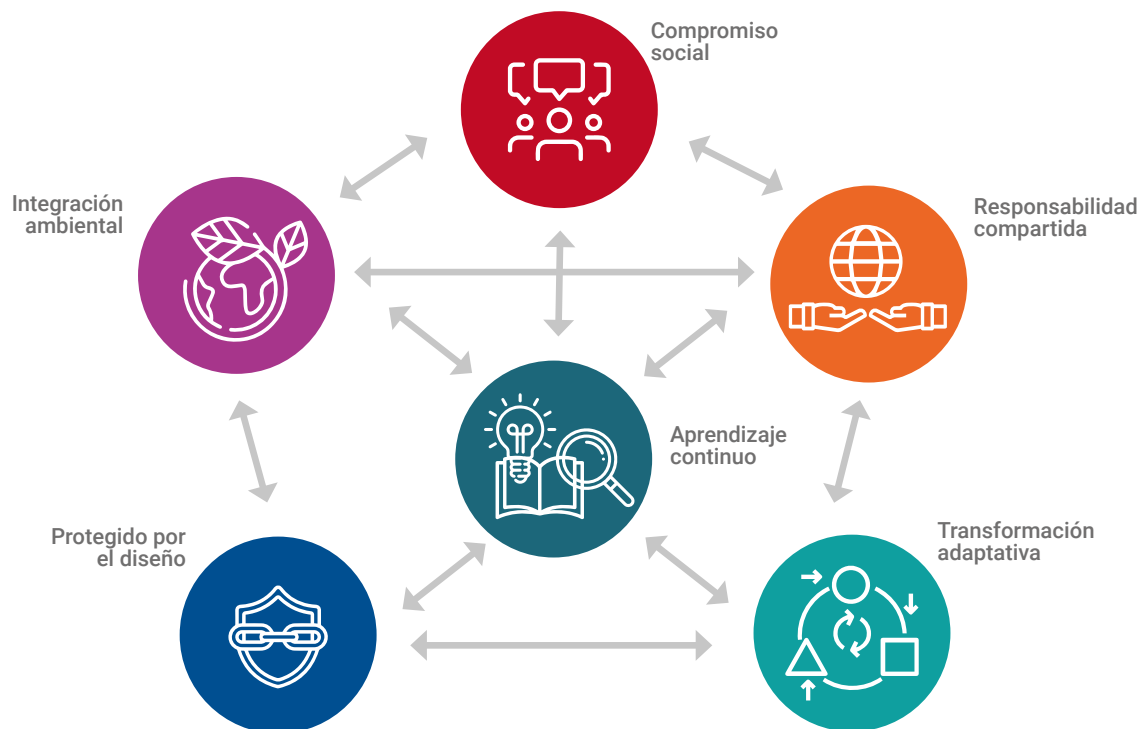 Compromiso
social
Integración
ambiental
Responsabilidad
compartida
Aprendizaje
continuo
Protegido por
el diseño
Transformación
adaptativa